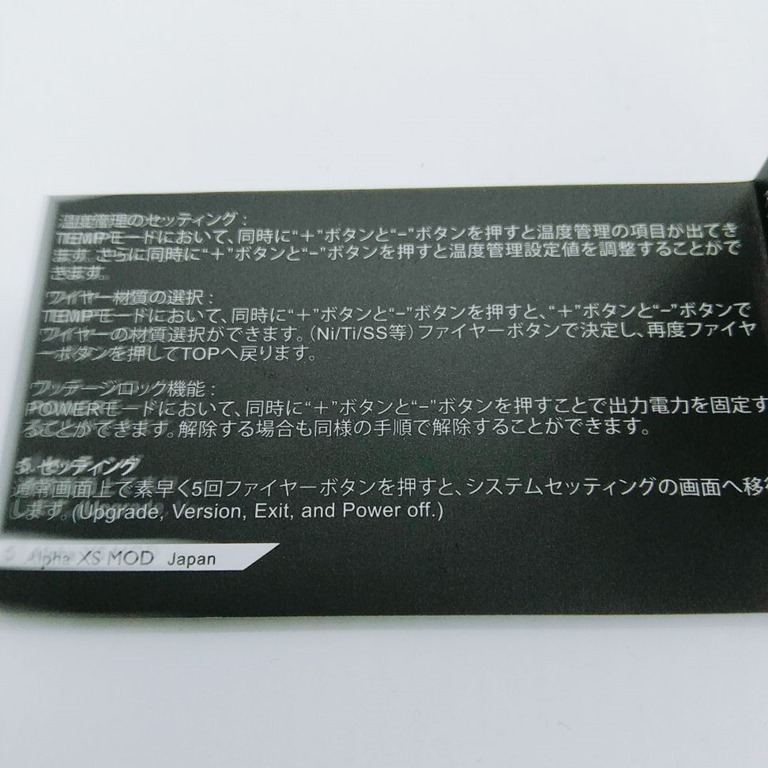 温度管理のセッティング：
TEMPモードにおいて、同時に“＋”ボタンと“−”ボタンを押すと温度管理の項目が出てき
ます。さらに同時に“＋”ボタンと“−”ボタンを押すと温度管理設定値を調整することがで
きます。
ワイヤー材質の選択：
TEMPモードにおいて、同時に“＋”ボタンと“−”ボタンを押すと、“＋”ボタンと“−”ボタンで
ワイヤーの材質選択ができます。（Ni/Ti/SS等）ファイヤーボタンで決定し、再度ファイヤ
ーボタンを押してTOPへ戻ります。
ワッテージロック機能：
POWERモードにおいて、同時に“＋”ボタンと“−”ボタンを押すことで出力電力を固定す
ることができます。解除する場合も同様の手順で解除することができます。
5. セッティング
通常画面上で素早く5回ファイヤーボタンを押すと、システムセッティングの画面へ移行
します。(Upgrade, Version, Exit, and Power off.)
Alpha XS MOD Japan